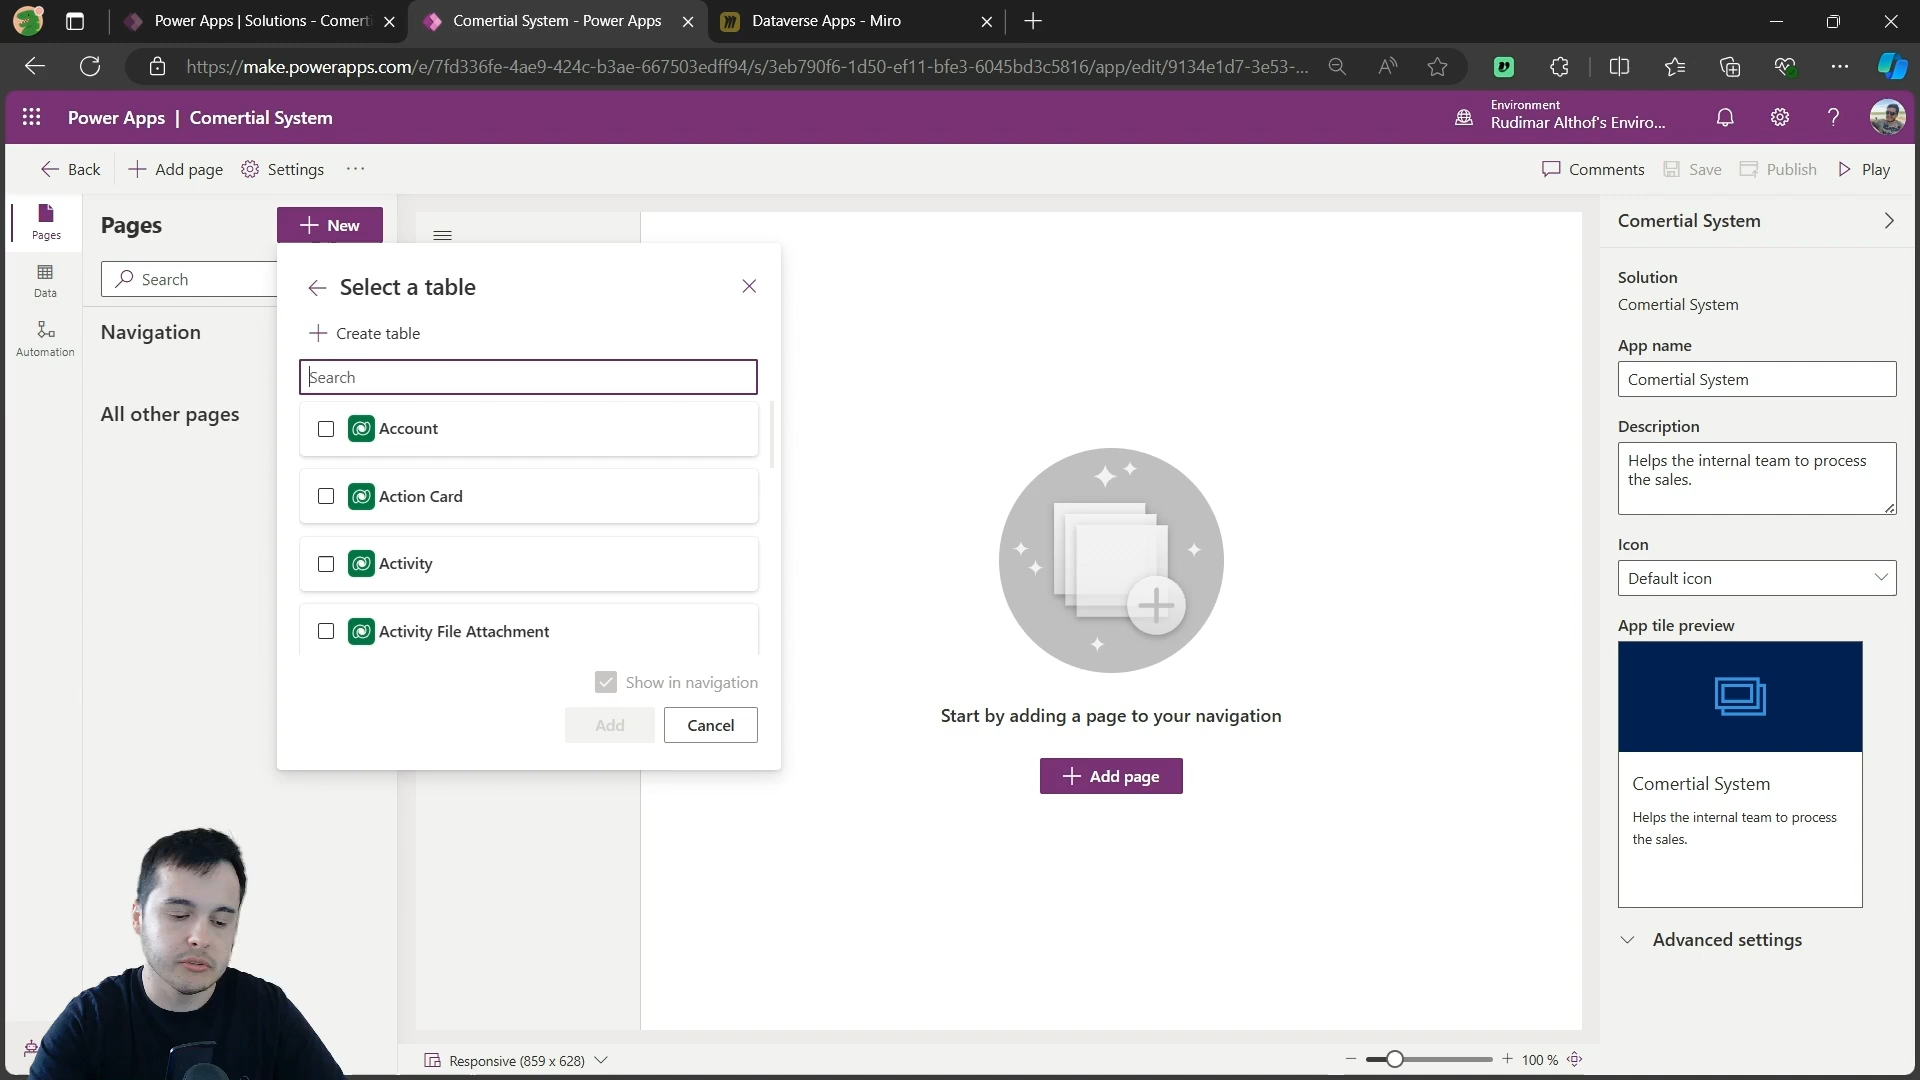 Power Apps | Solutions - Comerti
Comertial System - Power Apps
Dataverse Apps - Miro
https://make.powerapps.com/e/7fd336fe-4ae9-424c-b3ae-667503edff94/s/3eb790f6-1d50-ef11-bfe3-6045bd3c5816/app/edit/9134e1d7-3e53-...
Power Apps | Comertial System
Environment
Rudimar Althof's Enviro...
Back
Add page
Settings
Comments
Save
Publish
Play
Pages
Data
Automation
Pages
New
Search
Navigation
All other pages
Select a table
Create table
Search
Account
Action Card
Activity
Activity File Attachment
Show in navigation
Add
Cancel
Start by adding a page to your navigation
Add page
Comertial System
Solution
Comertial System
App name
Comertial System
Description
Helps the internal team to process
the sales.
Icon
Default icon
App tile preview
Comertial System
Helps the internal team to process
the sales.
Advanced settings
Responsive (859 x 628)
100 %